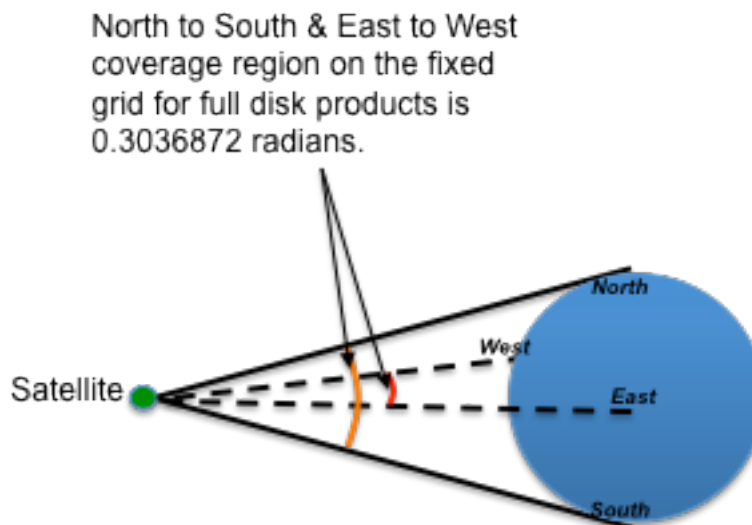 North to South & East to West
coverage region on the fixed
grid for full disk products is
0.3036872 radians.
North
West
Satellite
East
South